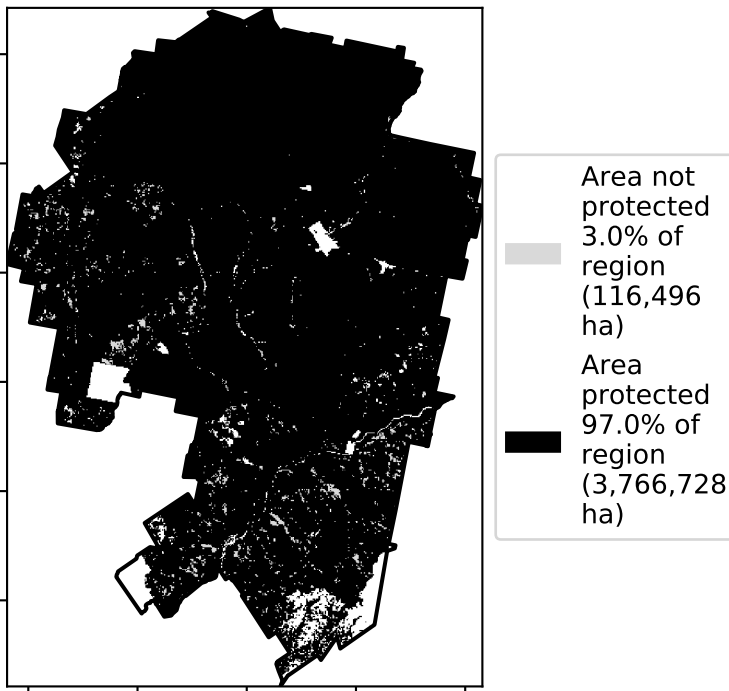 Area not
protected
3.0% of
region
(116,496
ha)
Area
protected
97.0% of
region
(3,766,728
ha)